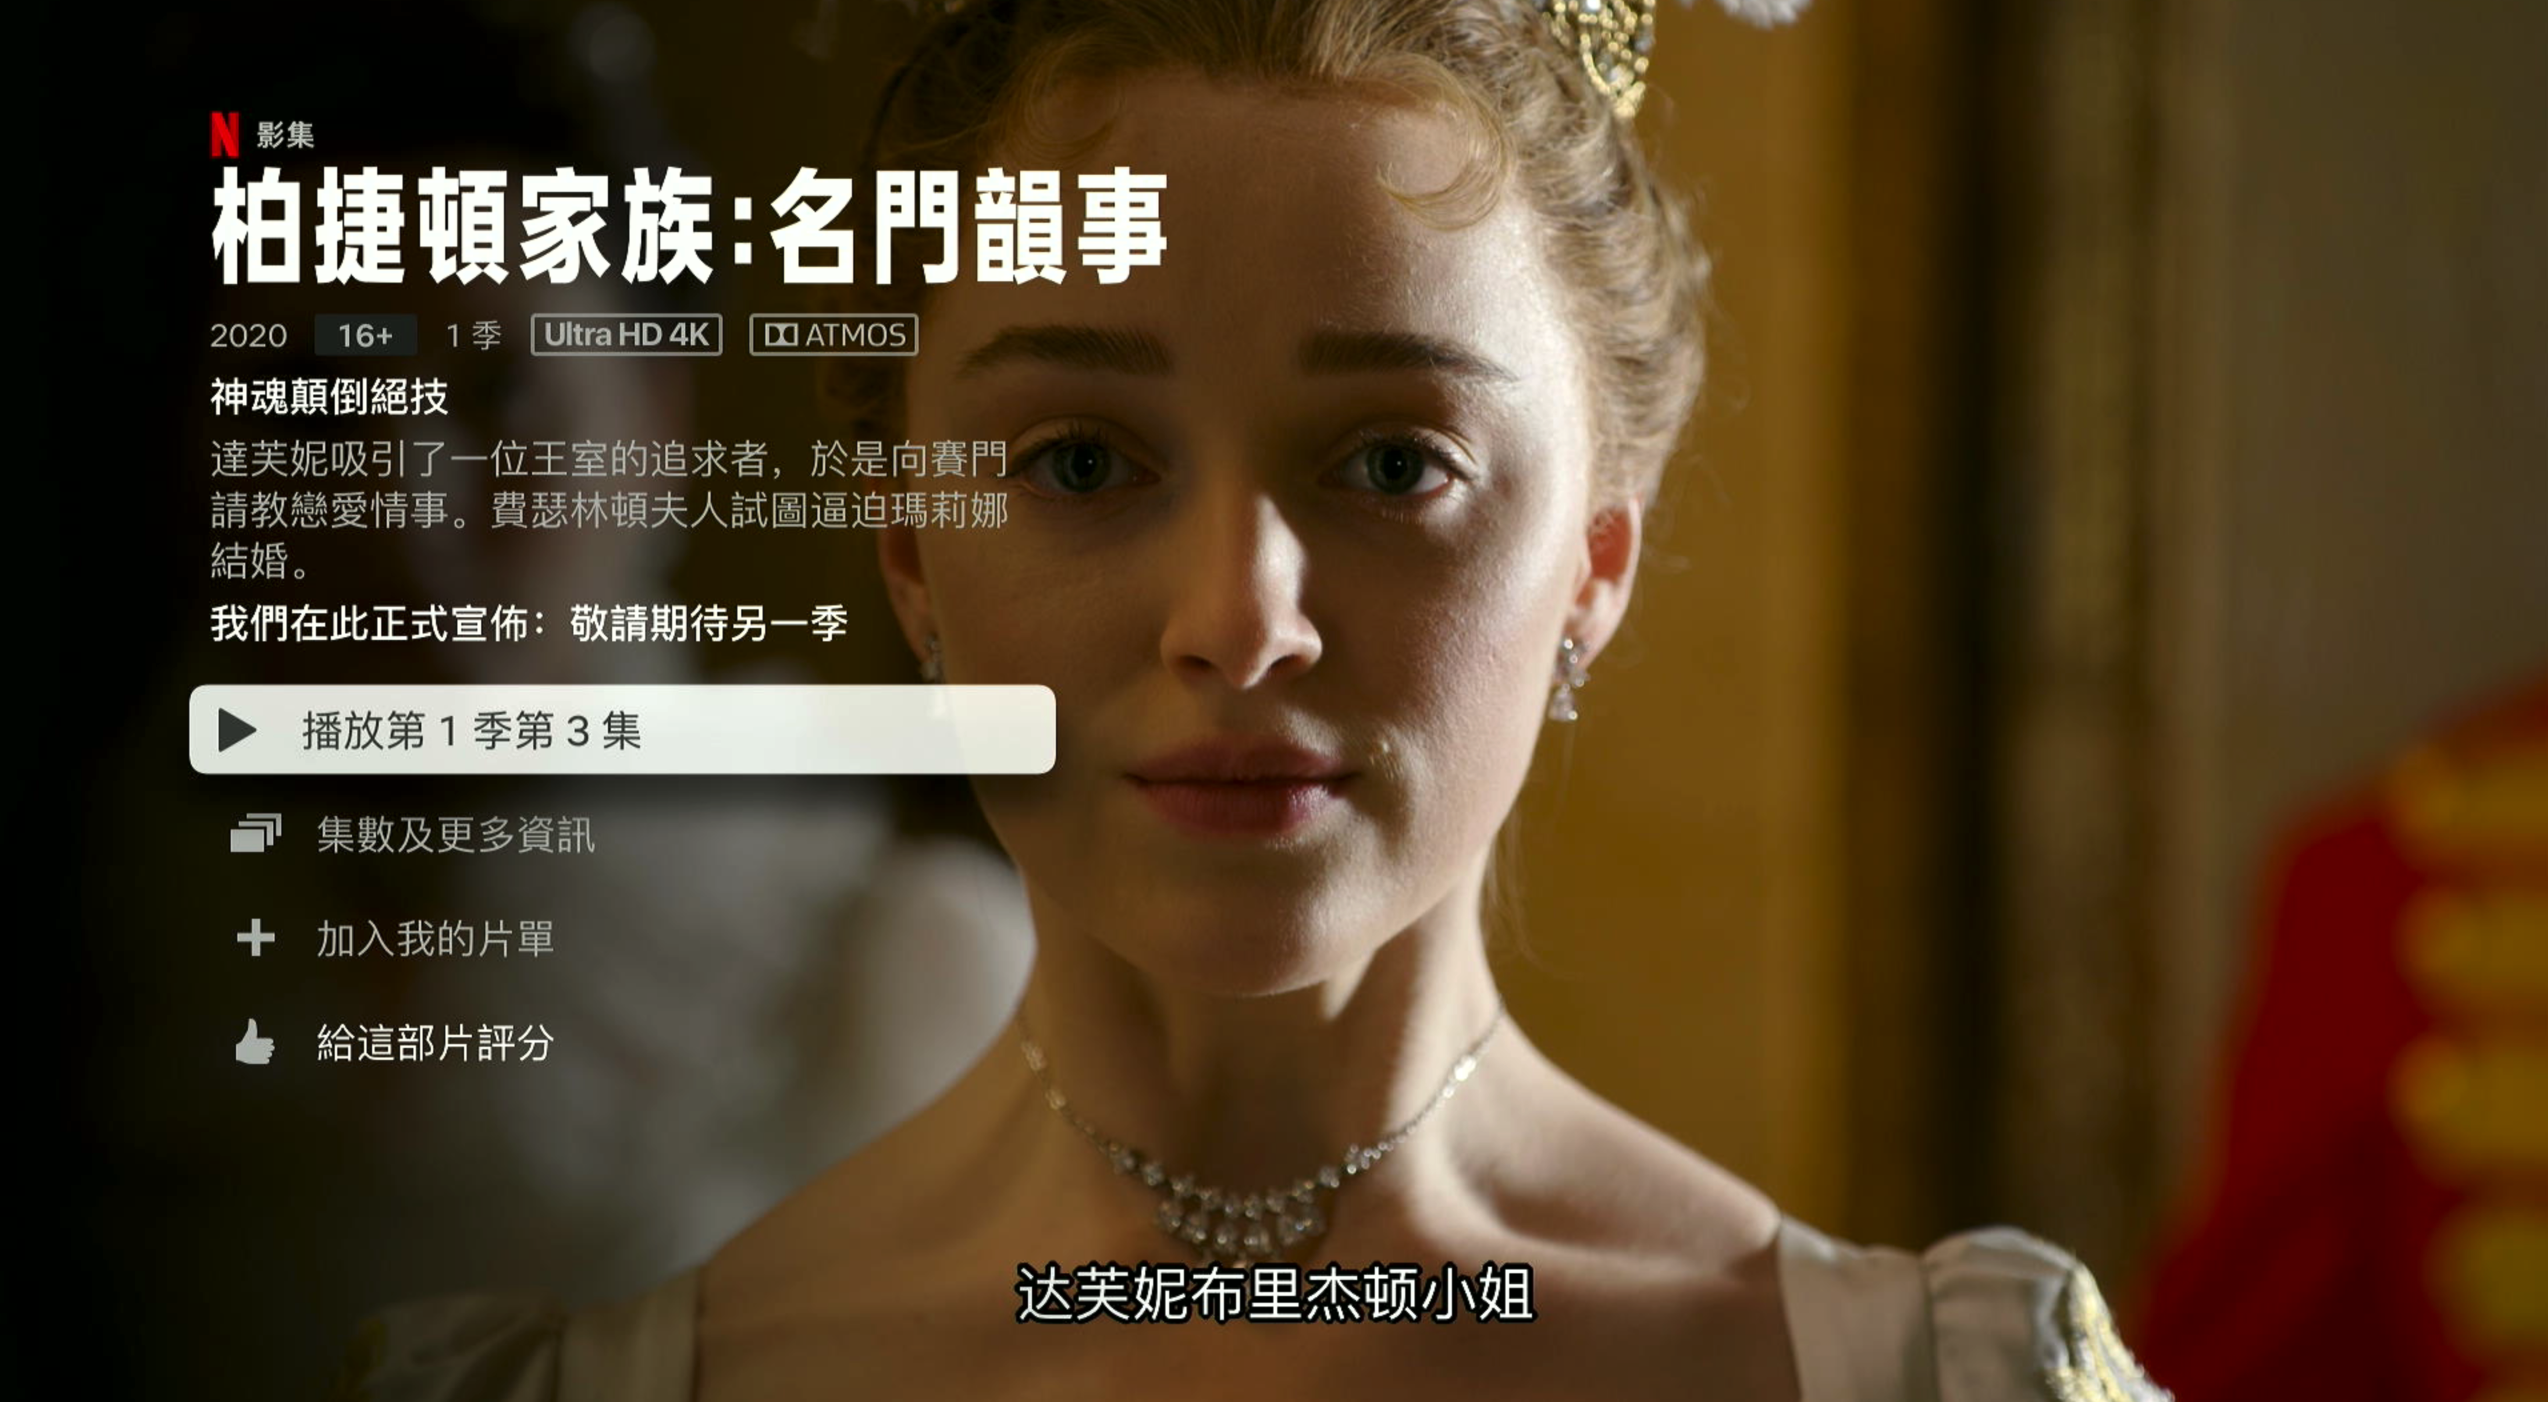 N 影集
柏捷頓家族:名門韻事
2020 16+ 1 季 Ultra HD 4K ATMOS
神魂顛倒絕技
達芙妮吸引了一位王室的追求者，於是向賽門
請教戀愛情事。費瑟林頓夫人試圖逼迫瑪莉娜
結婚。
我們在此正式宣佈：敬請期待另一季
播放第 1 季第 3 集
集數及更多資訊
加入我的片單
給這部片評分
达芙妮布里杰顿小姐